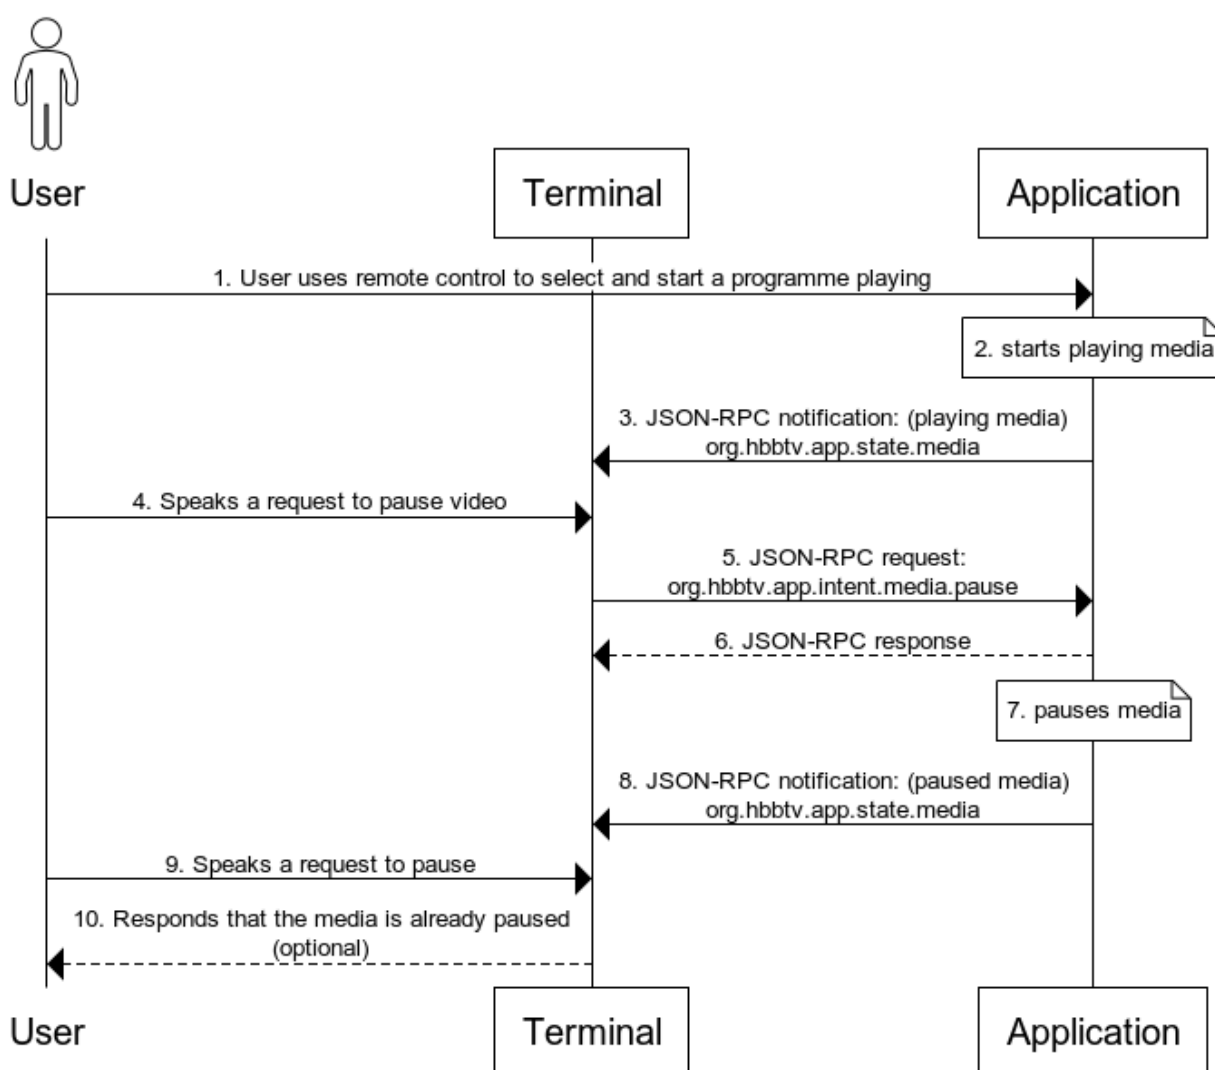 User
Terminal
Application
1. User uses remote control to select and start a programme playing
2. starts playing media
3. JSON-RPC notification: (playing media)
org.hbbtv.app.state.media
4. Speaks a request to pause video
5. JSON-RPC request:
org.hbbtv.app.intent.media.pause
6. JSON-RPC response
7. pauses media
8. JSON-RPC notification: (paused media)
org.hbbtv.app.state.media
9. Speaks a request to pause
10. Responds that the media is already paused
(optional)
User
Terminal
Application